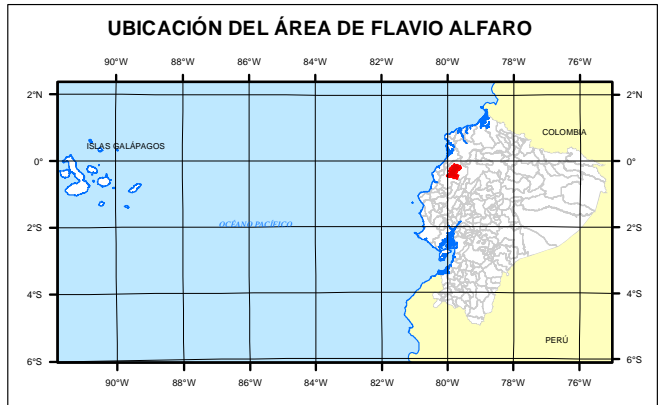 UBICACIÓN DEL ÁREA DE FLAVIO ALFARO
90°W 88°W 86°W 84°W 82°W 80°W 78°W 76°W
2°N 2°N
COLOMBIA
ISLAS GALÁPAGOS
0° 0°
OCÉANO PACÍFICO
2°S 2°S
4°S 4°S
PERÚ
6°S 6°S
90°W 88°W 86°W 84°W 82°W 80°W 78°W 76°W